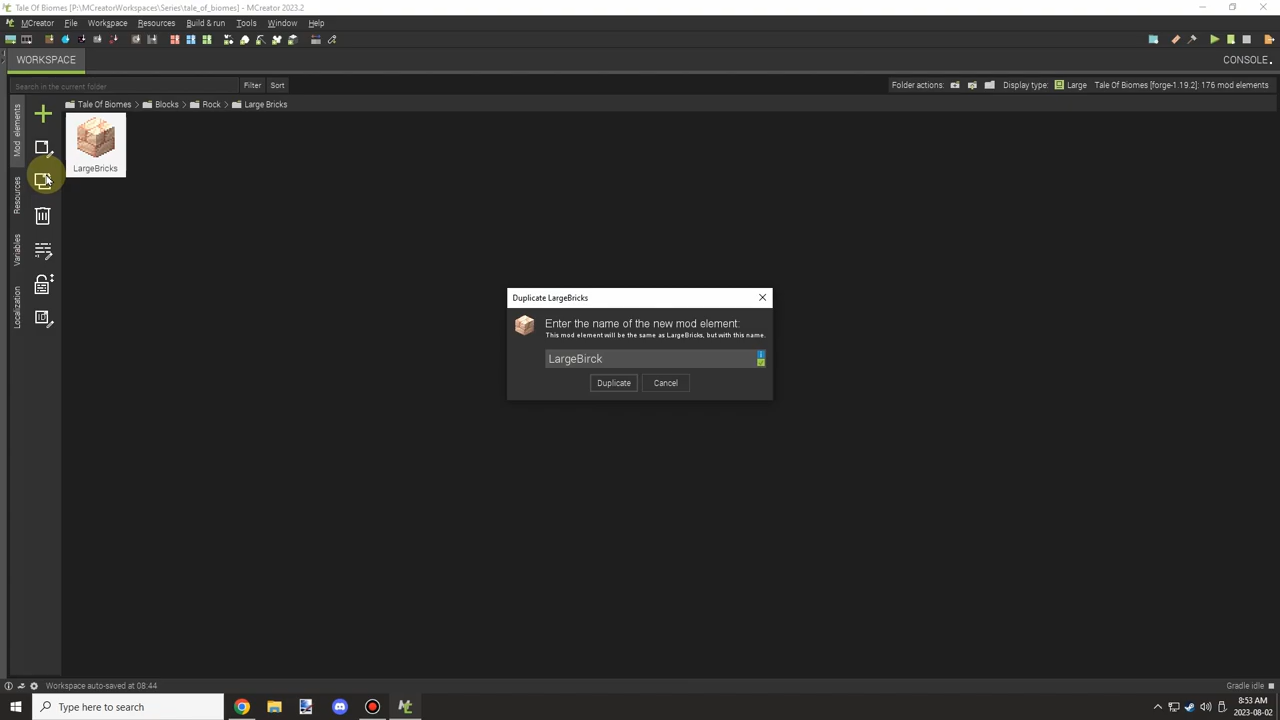 Tale Of Biomes [P:\MCreatorWorkspaces\Series\tale_of_biomes] - MCreator 2023.2
MCreator File Workspace Resources Build & run Tools Window Help
WORKSPACE
CONSOLE
Search in the current folder
Filter Sort
Folder actions: Display type: Large Tale Of Biomes [forge-1.19.2]: 176 mod elements
Tale Of Biomes Blocks Rock Large Bricks
Mod elements
Resources
Variables
Localization
LargeBricks
Duplicate LargeBricks
Enter the name of the new mod element:
This mod element will be the same as LargeBricks, but with this name.
LargeBirck
Duplicate Cancel
Workspace auto-saved at 08:44
Gradle idle
Type here to search
8:53 AM
2023-08-02